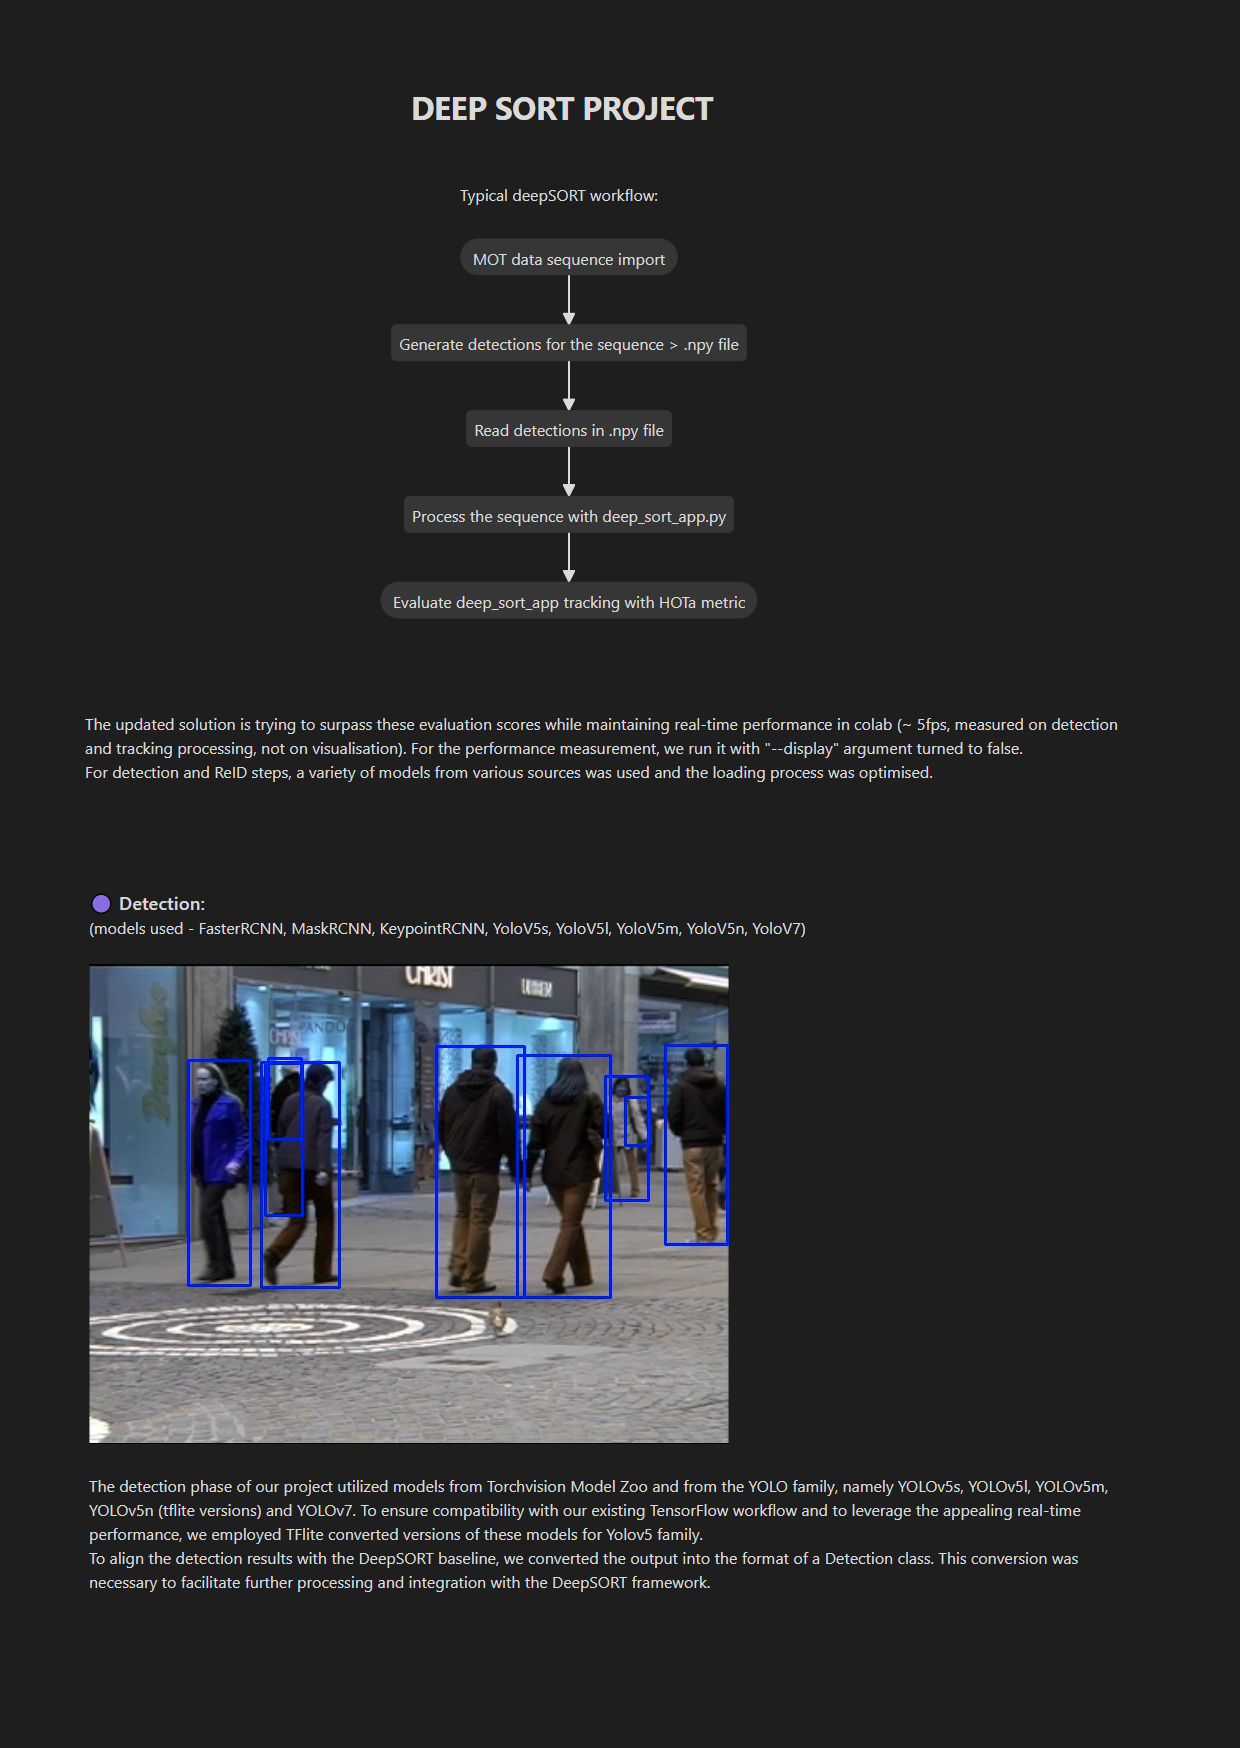 DEEP SORT PROJECT
Typical deepSORT workflow:
MOT data sequence import
Generate detections for the sequence > .npy file
Read detections in .npy file
Process the sequence with deep_sort_app.py
Evaluate deep_sort_app tracking with HOTa metric
The updated solution is trying to surpass these evaluation scores while maintaining real-time performance in colab (~ 5fps, measured on detection
and tracking processing, not on visualisation). For the performance measurement, we run it with "--display" argument turned to false.
For detection and ReID steps, a variety of models from various sources was used and the loading process was optimised.
Detection:
(models used - FasterRCNN, MaskRCNN, KeypointRCNN, YoloV5s, YoloV5l, YoloV5m, YoloV5n, YoloV7)
CHRIST
The detection phase of our project utilized models from Torchvision Model Zoo and from the YOLO family, namely YOLOv5s, YOLOv5l, YOLOv5m,
YOLOv5n (tflite versions) and YOLOv7. To ensure compatibility with our existing TensorFlow workflow and to leverage the appealing real-time
performance, we employed TFlite converted versions of these models for Yolov5 family.
To align the detection results with the DeepSORT baseline, we converted the output into the format of a Detection class. This conversion was
necessary to facilitate further processing and integration with the DeepSORT framework.